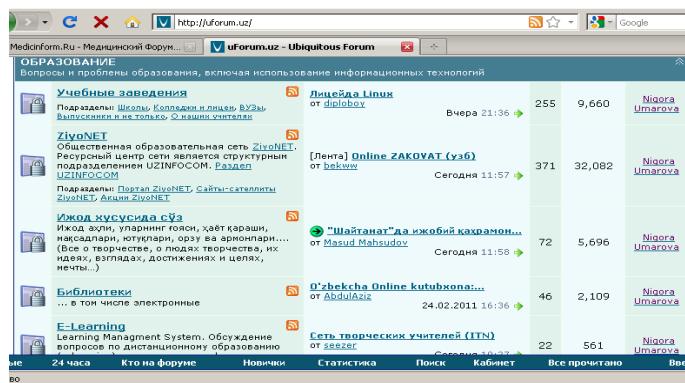 http://uforum.uz/
Google
Medicinform.Ru - Медицинский Форум...
uForum.uz - Ubiquitous Forum
ОБРАЗОВАНИЕ
Вопросы и проблемы образования, включая использование информационных технологий
Учебные заведения
Подразделы: Школы, Колледжи и лицеи, ВУЗы,
Выпускники и не только, О наших учителях
Лицейда Linux
от diploboy
Вчера 21:36
255
9,660
Nigora
Umarova
ZiyoNET
Общественная образовательная сеть ZiyoNET.
Ресурсный центр сети является структурным
подразделением UZINFOCOM. Раздел
UZINFOCOM
Подразделы: Портал ZiyoNET, Сайты-сателлиты
ZiyoNET, Акции ZiyoNET
[Лента] Online ZAKOVAT (узб)
от bekww
Сегодня 11:57
371
32,082
Nigora
Umarova
Ижод хусусида сўз
Ижод аҳли, уларнинг ғояси, ҳаёт қараши,
мақсадлари, ютуқлари, орзу ва армонлари....
(Все о творчестве, о людях творчества, их
идеях, взглядах, достижениях и целях,
мечты...)
"Шайтанат"да ижобий қаҳрамон...
от Masud Mahsudov
Сегодня 11:58
72
5,696
Nigora
Umarova
Библиотеки
... в том числе электронные
O'zbekcha Online kutubxona:...
от AbdulAziz
24.02.2011 16:36
46
2,109
Nigora
Umarova
E-Learning
Learning Managment System. Обсуждение
вопросов по дистанционному образованию
Сеть творческих учителей (ITN)
от seezer
Сегодня 10:27
22
561
Nigora
Umarova
24 часа
Кто на форуме
Новички
Статистика
Поиск
Кабинет
Все прочитано